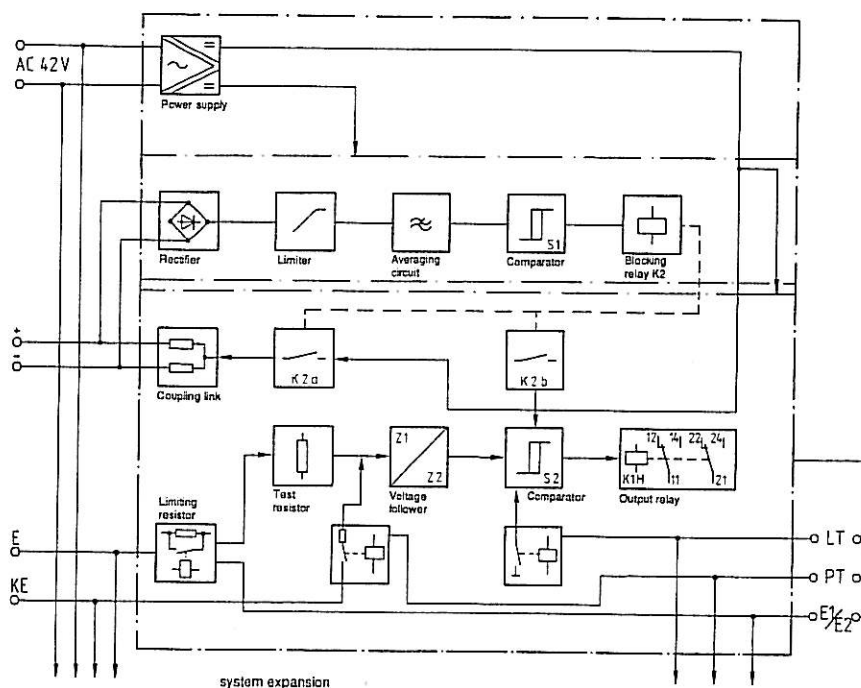 AC 42V
Power supply
Rectifier
Limiter
Averaging
circuit
S1
Comparator
Blocking
relay K2
+
-
Coupling link
K2a
K2b
Z1
Z2
S2
12 14 22 24
K1H 11 21
Test
resistor
Voltage
follower
Comparator
Output relay
Limiting
resistor
E
KE
LT
PT
E1/E2
system expansion